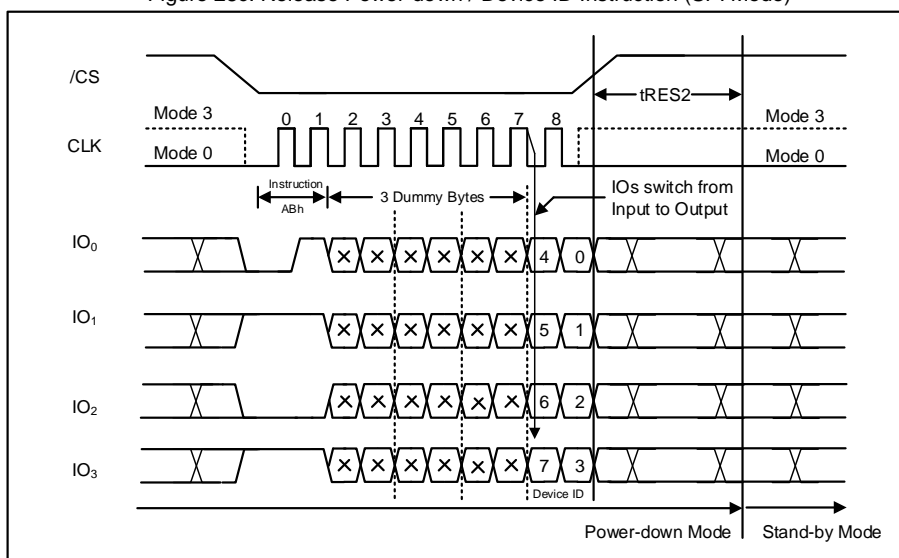 Figure Release Power-down / Device ID Instruction Mode)
/CS
tRES2
Mode 3 0 1 2 3 4 5 6 7 8 Mode 3
CLK
Mode 0 Mode 0
Instruction
ABh
3 Dummy Bytes
IOs switch from
Input to Output
IO0 × × × × × × 4 0
IO1 × × × × × × 5 1
IO2 × × × × × × 6 2
IO3 × × × × × × 7 3
Device ID
Power-down Mode Stand-by Mode